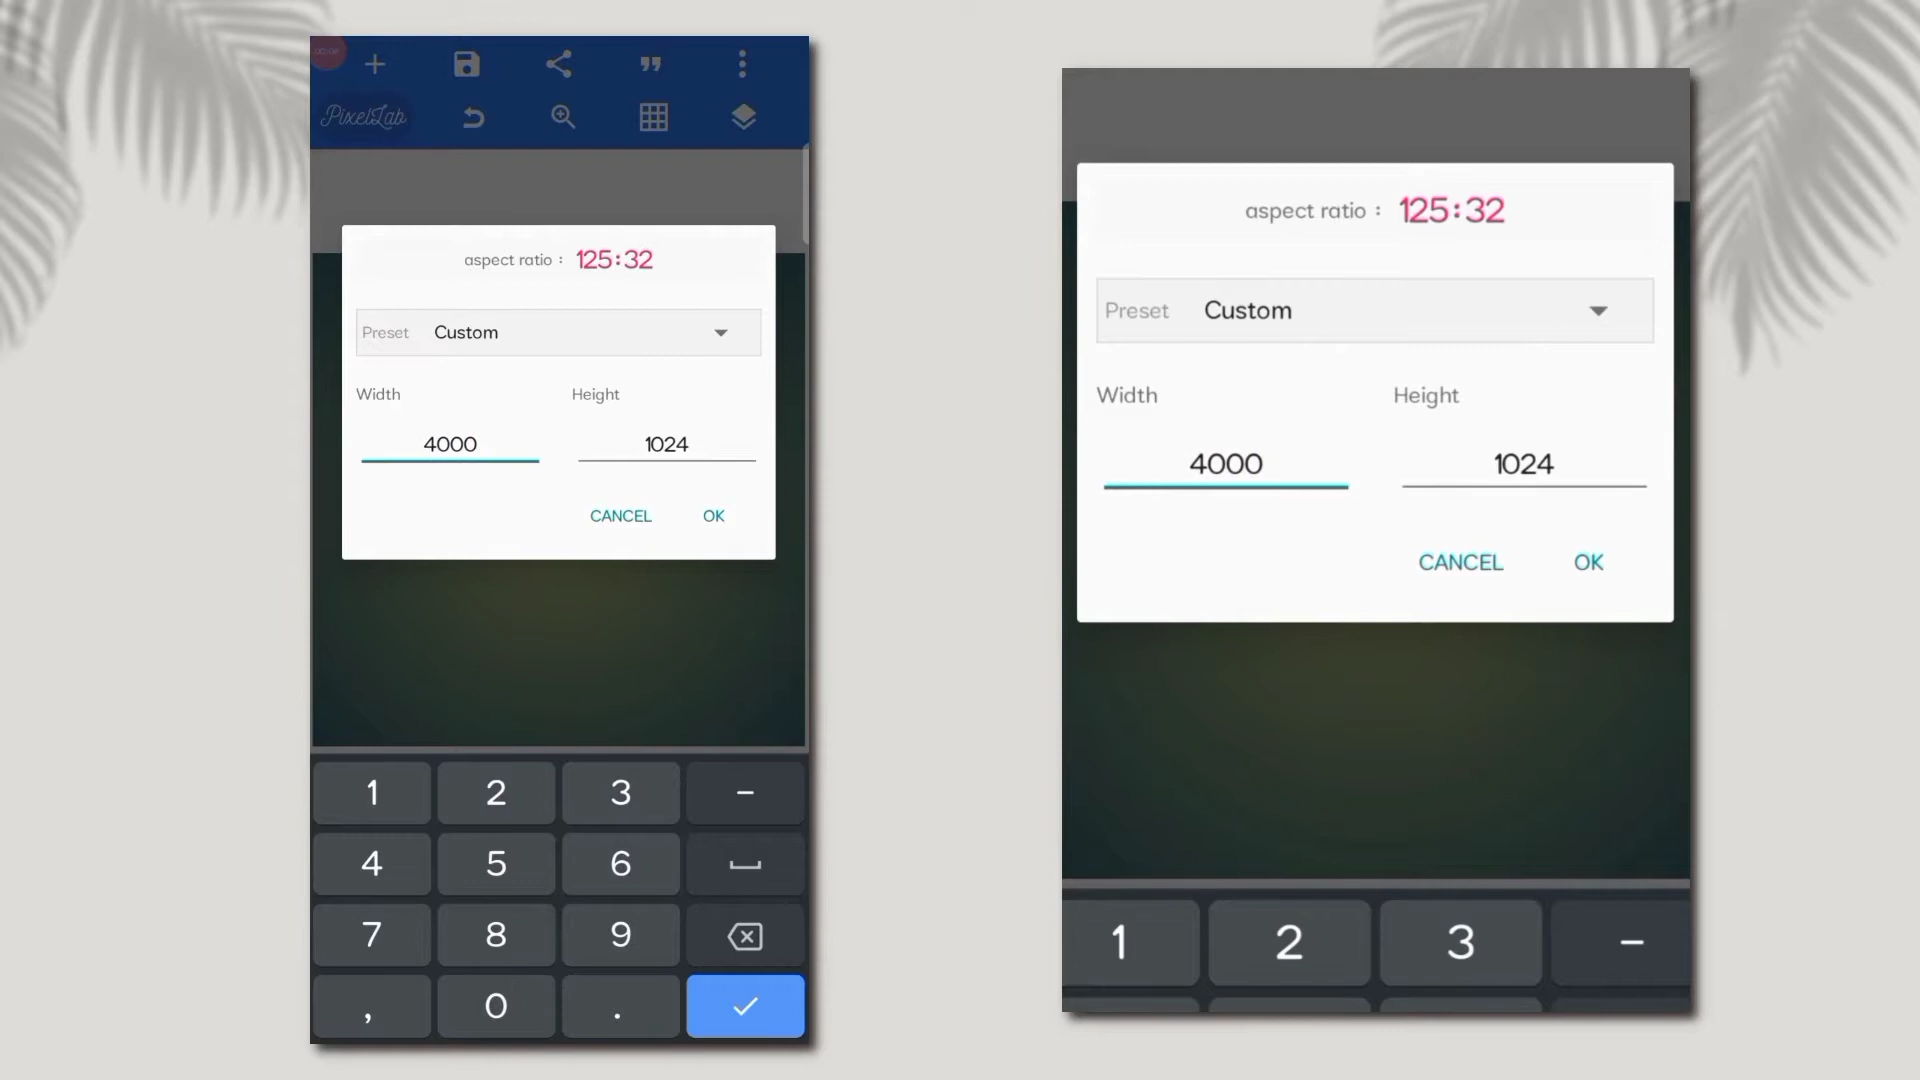 PixelLab
aspect ratio : 125:32
Preset Custom
Width Height
4000 1024
CANCEL OK
1 2 3 -
4 5 6
7 8 9
, 0 .
aspect ratio : 125:32
Preset Custom
Width Height
4000 1024
CANCEL OK
1 2 3 -